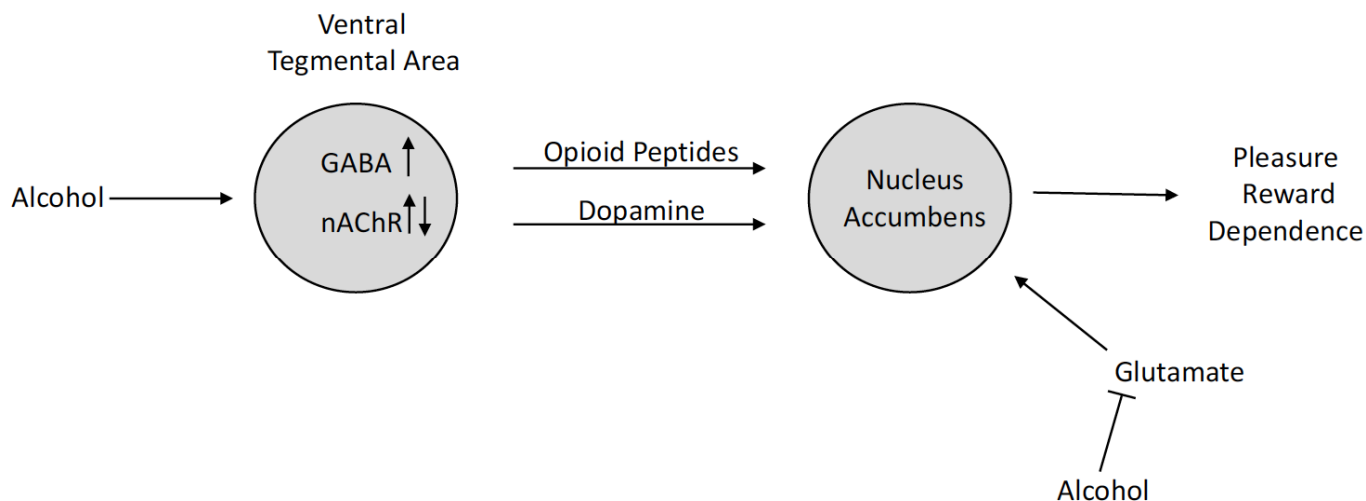 Ventral
Tegmental Area
GABA
nAChR
Alcohol
Opioid Peptides
Dopamine
Nucleus
Accumbens
Pleasure
Reward
Dependence
Glutamate
Alcohol